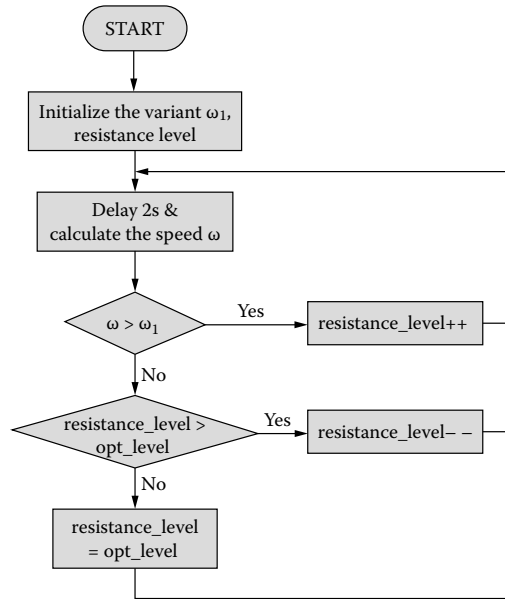 START
Initialize the variant ω₁,
resistance level
Delay 2s &
calculate the speed ω
ω > ω₁
Yes
resistance_level++
No
resistance_level >
opt_level
Yes
resistance_level– –
No
resistance_level
= opt_level